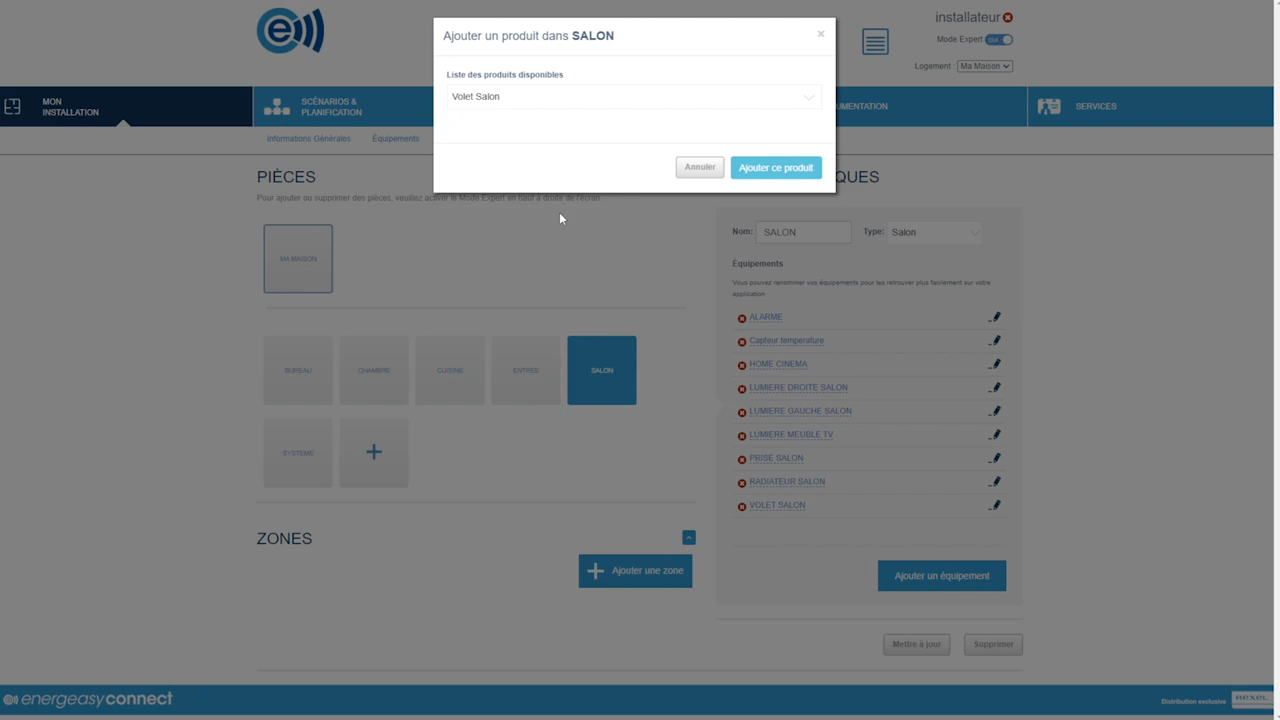 Ajouter un produit dans SALON
×
Liste des produits disponibles
Volet Salon
Annuler
Ajouter ce produit
e
installateur
Mode Expert OUI
Logement : Ma Maison
MON
INSTALLATION
SCÉNARIOS &
PLANIFICATION
UMENTATION
SERVICES
Informations Générales
Équipements
PIÈCES
Pour ajouter ou supprimer des pièces, veuillez activer le Mode Expert en haut à droite de l'écran
MA MAISON
BUREAU
CHAMBRE
CUISINE
ENTREE
SALON
SYSTEME
+
ZONES
+ Ajouter une zone
QUES
Nom: SALON
Type: Salon
Équipements
Vous pouvez renommer vos équipements pour les retrouver plus facilement sur votre
application
ALARME
Capteur temperature
HOME CINEMA
LUMIERE DROITE SALON
LUMIERE GAUCHE SALON
LUMIERE MEUBLE TV
PRISE SALON
RADIATEUR SALON
VOLET SALON
Ajouter un équipement
Mettre à jour
Supprimer
energeasyconnect
Distribution exclusive
REXEL